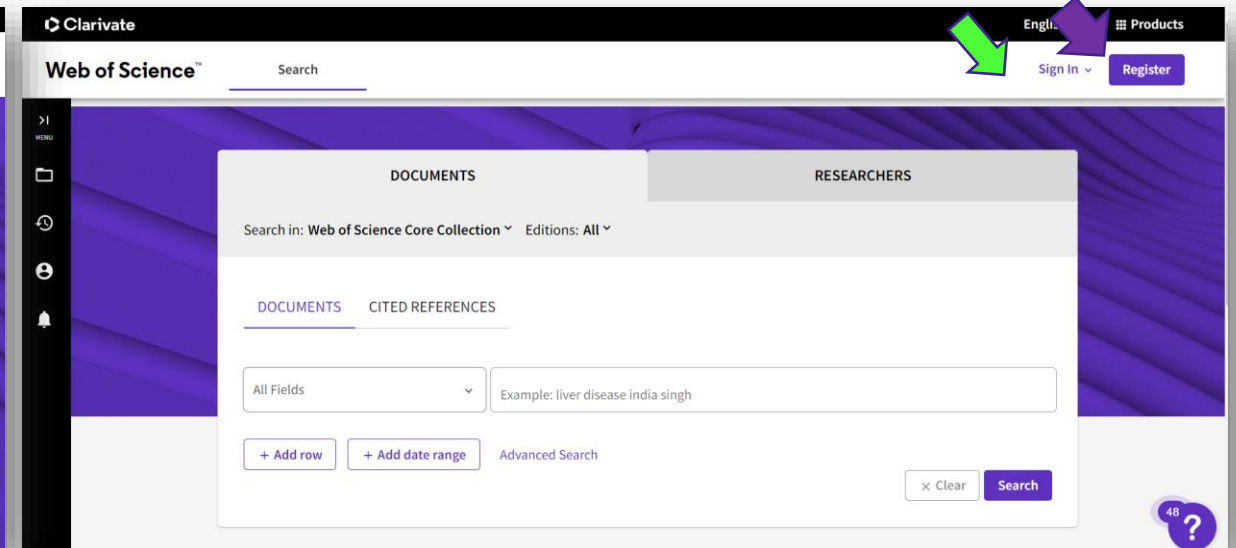 Clarivate
Products
Web of Science™ Search Sign In Register
MENU
DOCUMENTS RESEARCHERS
Search in: Web of Science Core Collection Editions: All
DOCUMENTS CITED REFERENCES
All Fields Example: liver disease india singh
+ Add row + Add date range Advanced Search
× Clear Search
48
?